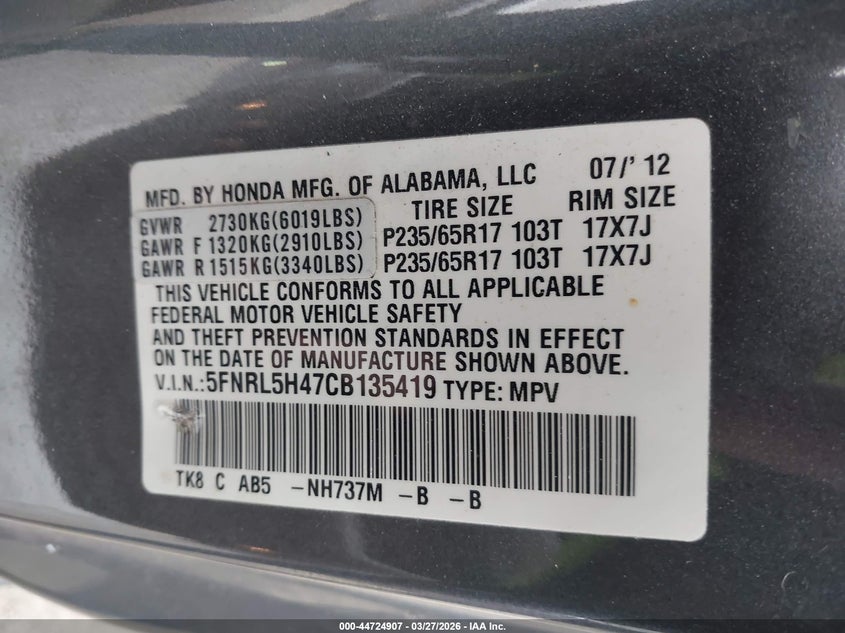 MFD. BY HONDA MFG. OF ALABAMA, LLC 07/' 12
GVWR 2730KG(6019LBS) TIRE SIZE RIM SIZE
GAWR F 1320KG(2910LBS) P235/65R17 103T 17X7J
GAWR R 1515KG(3340LBS) P235/65R17 103T 17X7J
THIS VEHICLE CONFORMS TO ALL APPLICABLE
FEDERAL MOTOR VEHICLE SAFETY
AND THEFT PREVENTION STANDARDS IN EFFECT
ON THE DATE OF MANUFACTURE SHOWN ABOVE.
V.I.N.:5FNRL5H47CB135419 TYPE: MPV
TK8 C AB5 -NH737M -B -B
000-44724907 - 03/27/2026 - IAA Inc.